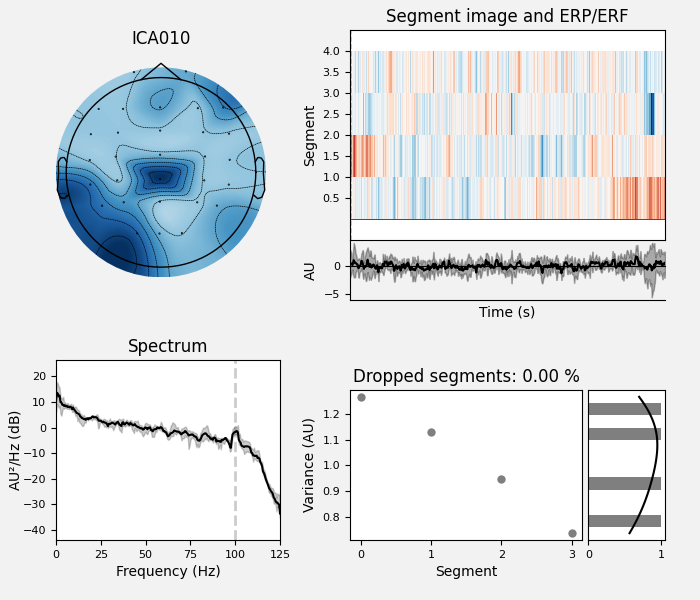 ICA010
Segment image and ERP/ERF
Segment
4.0
3.5
3.0
2.5
2.0
1.5
1.0
0.5
AU
0
−5
Time (s)
Spectrum
AU²/Hz (dB)
20
10
0
−10
−20
−30
−40
0 25 50 75 100 125
Frequency (Hz)
Dropped segments: 0.00 %
Variance (AU)
1.2
1.1
1.0
0.9
0.8
0 1 2 3
Segment
0 1